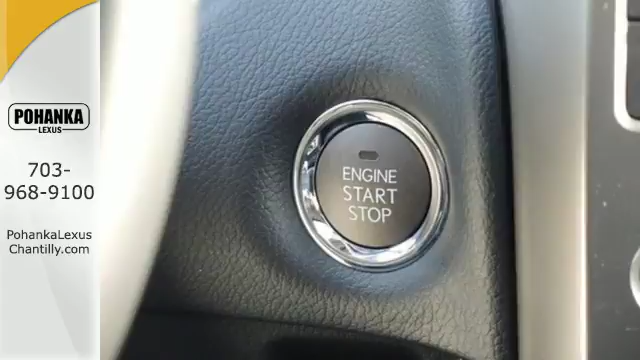 POHANKA
LEXUS
703-
968-9100
PohankaLexus
Chantilly.com
ENGINE
START
STOP